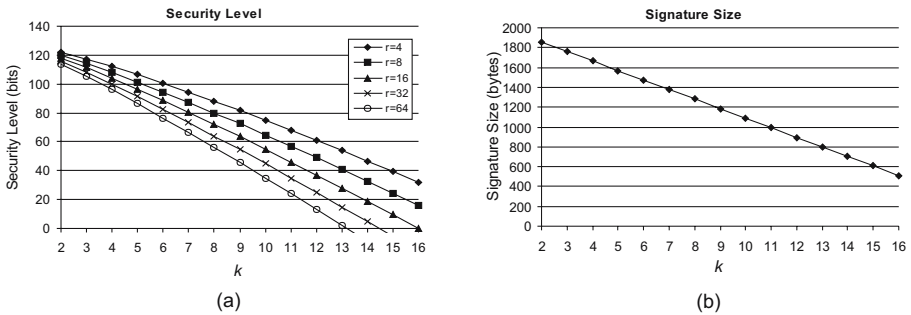 Security Level
Security Level (bits)
140
120
100
80
60
40
20
0
2 3 4 5 6 7 8 9 10 11 12 13 14 15 16
k
r=4
r=8
r=16
r=32
r=64
(a)
Signature Size
Signature Size (bytes)
2000
1800
1600
1400
1200
1000
800
600
400
200
0
2 3 4 5 6 7 8 9 10 11 12 13 14 15 16
k
(b)